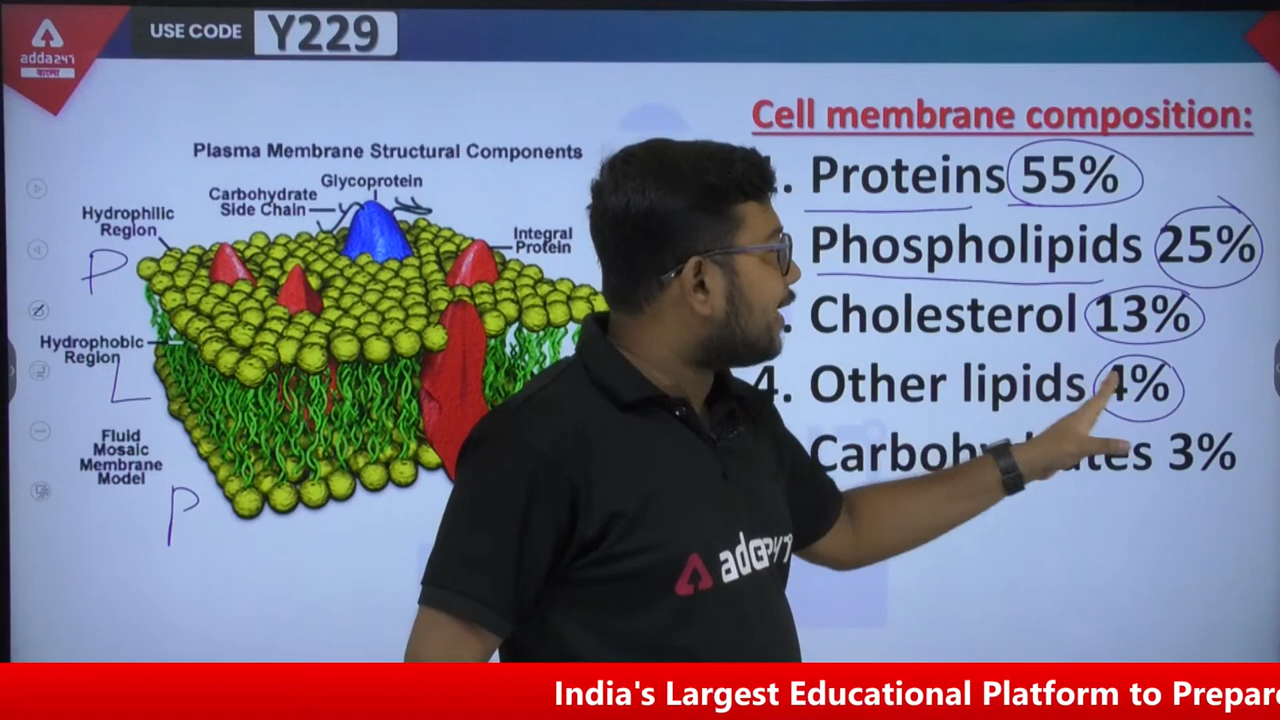 adda247
বাংলা
USE CODE
Y229
Plasma Membrane Structural Components
Glycoprotein
Carbohydrate
Side Chain
Hydrophilic
Region
Integral
Protein
P
Hydrophobic
Region
L
Fluid
Mosaic
Membrane
Model
P
Cell membrane composition:
Proteins 55%
Phospholipids 25%
Cholesterol 13%
4. Other lipids 4%
3%
India's Largest Educational Platform to